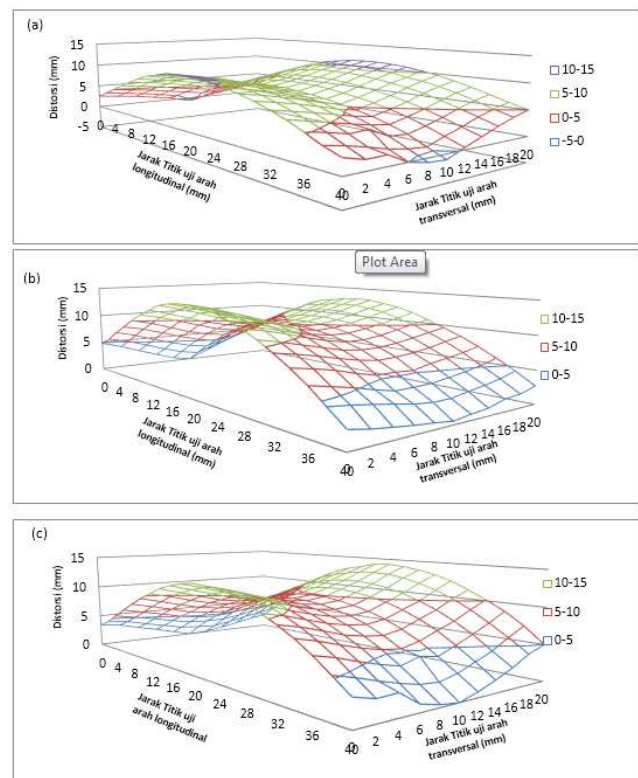 (a)
15
10
5
0
-5
Distorsi (mm)
0 4 8 12 16 20 24 28 32 36 40
Jarak Titik uji arah
longitudinal (mm)
0 2 4 6 8 10 12 14 16 18 20
Jarak Titik uji arah
transversal (mm)
10-15
5-10
0-5
-5-0
Plot Area
(b)
15
10
5
0
Distorsi (mm)
0 4 8 12 16 20 24 28 32 36 40
Jarak Titik uji arah
longitudinal (mm)
0 2 4 6 8 10 12 14 16 18 20
Jarak Titik uji arah
transversal (mm)
10-15
5-10
0-5
(c)
15
10
5
0
Distorsi (mm)
0 4 8 12 16 20 24 28 32 36 40
Jarak Titik uji
arah longitudinal
0 2 4 6 8 10 12 14 16 18 20
Jarak Titik uji arah
transversal (mm)
10-15
5-10
0-5